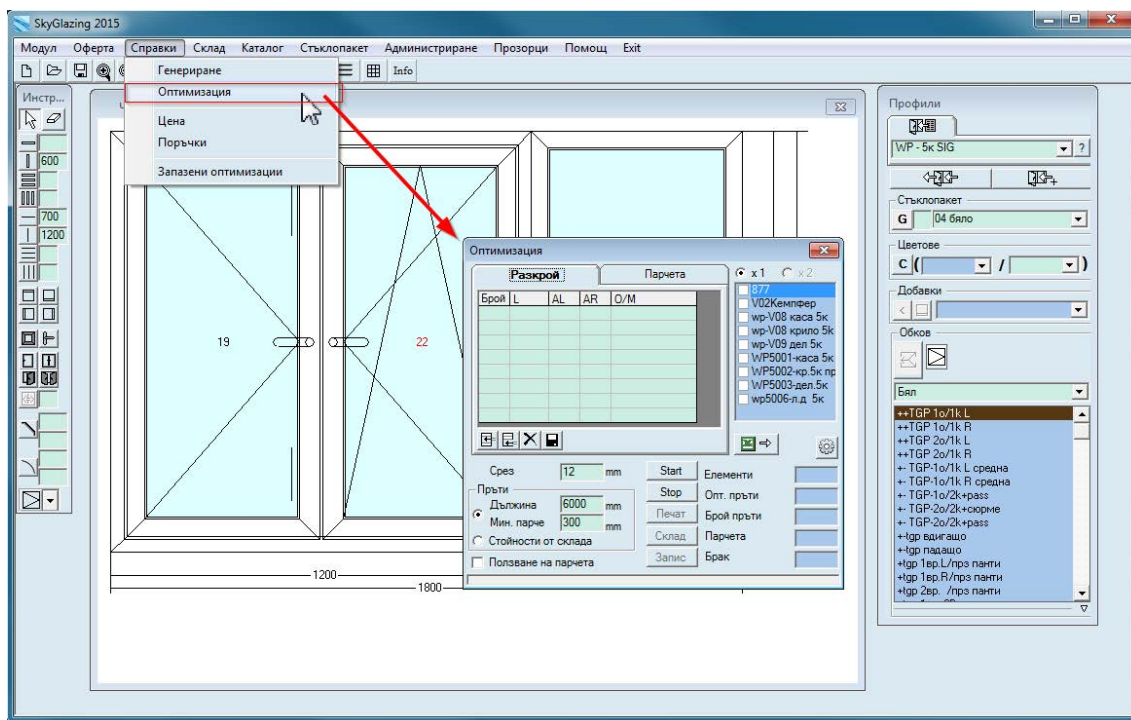 SkyGlazing 2015
Модул Оферта Справки Склад Каталог Стъклопакет Администриране Прозорци Помощ Exit
Info
Генериране
Оптимизация
Цена
Поръчки
Запазени оптимизации
Инстр...
600
700
1200
19
22
1200
1800
Оптимизация
Разкрой Парчета
x 1 x 2
Брой L AL AR О/М
877
V02Кемпфер
wp-V08 каса 5к
wp-V08 крило 5к
wp-V09 дел 5к
WP5001-каса 5к
WP5002-кр.5к пр
WP5003-дел.5к
wp5006-л.д 5к
Срез 12 mm
Пръти
Дължина 6000 mm
Мин. парче 300 mm
Стойности от склада
Ползване на парчета
Start
Stop
Печат
Склад
Запис
Елементи
Опт. пръти
Брой пръти
Парчета
Брак
Профили
WP - 5к SIG ?
Стъклопакет
G 04 бяло
Цветове
C ( / )
Добавки
<
Обков
Бял
++TGP 1o/1k L
++TGP 1o/1k R
++TGP 2o/1k L
++TGP 2o/1k R
+- TGP-1o/1k L средна
+- TGP-1o/1k R средна
+- TGP-1o/2k+pass
+- TGP-2o/2k+сюрме
+- TGP-2o/2k+pass
+-tgp вдигащо
+-tgp падащо
+tgp 1вр.L/прз панти
+tgp 1вр.R/прз панти
+tgp 2вр. /прз панти